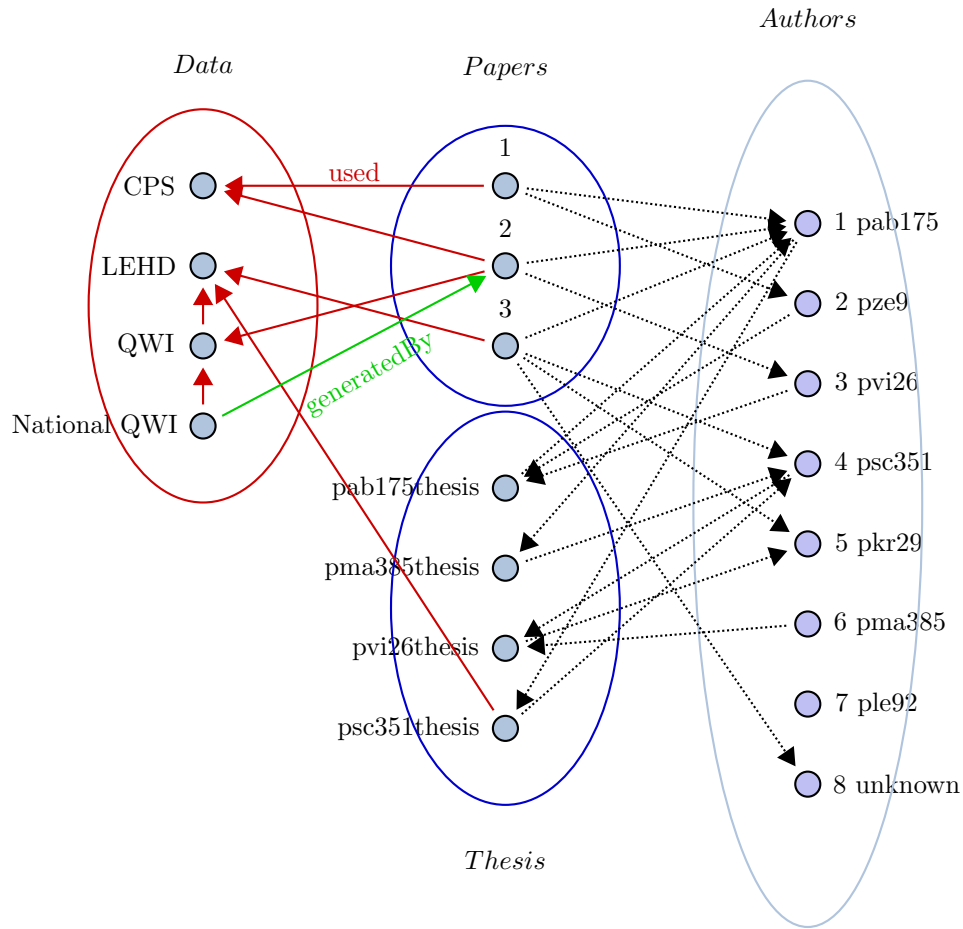 Authors
Data
Papers
1
CPS
used
1 pab175
2
LEHD
2 pze9
3
QWI
generatedBy
3 pvi26
National QWI
4 psc351
pab175thesis
5 pkr29
pma385thesis
6 pma385
pvi26thesis
7 ple92
psc351thesis
8 unknown
Thesis